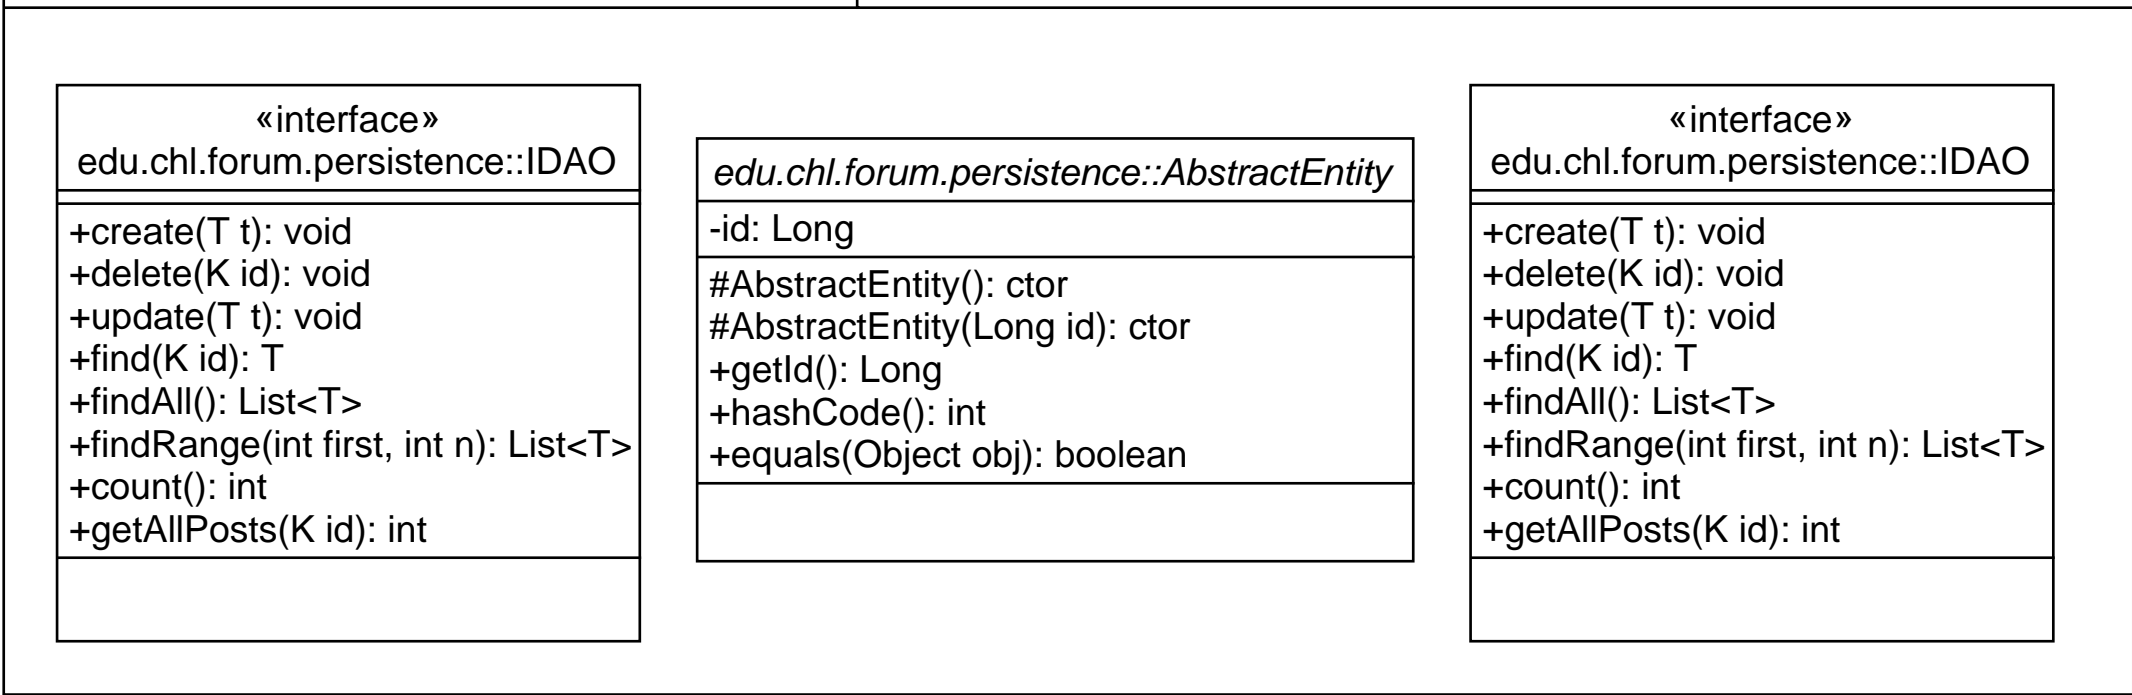 «interface»
edu.chl.forum.persistence::IDAO
+create(T t): void
+delete(K id): void
+update(T t): void
+find(K id): T
+findAll(): List<T>
+findRange(int first, int n): List<T>
+count(): int
+getAllPosts(K id): int
edu.chl.forum.persistence::AbstractEntity
-id: Long
#AbstractEntity(): ctor
#AbstractEntity(Long id): ctor
+getId(): Long
+hashCode(): int
+equals(Object obj): boolean
«interface»
edu.chl.forum.persistence::IDAO
+create(T t): void
+delete(K id): void
+update(T t): void
+find(K id): T
+findAll(): List<T>
+findRange(int first, int n): List<T>
+count(): int
+getAllPosts(K id): int